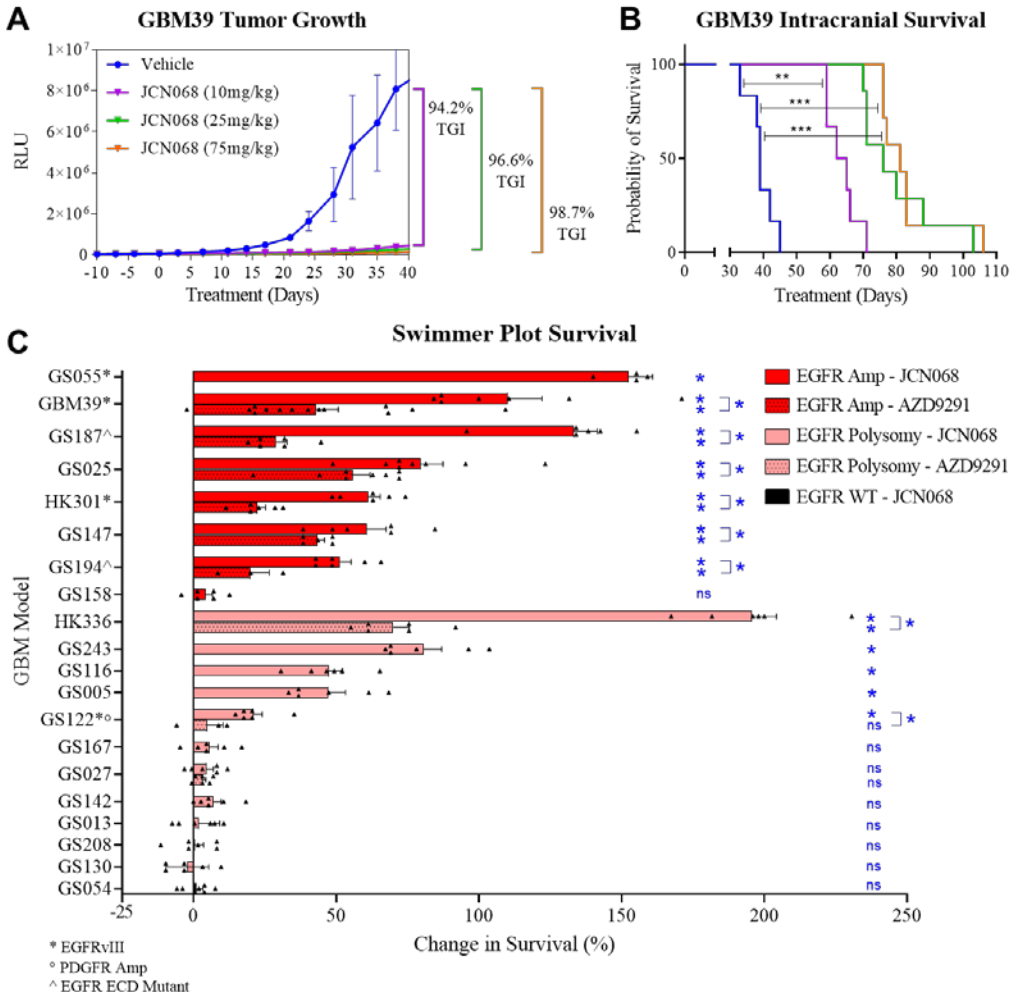 A GBM39 Tumor Growth
1×10⁷
8×10⁶
6×10⁶
4×10⁶
2×10⁶
0
RLU
Vehicle
JCN068 (10mg/kg)
JCN068 (25mg/kg)
JCN068 (75mg/kg)
-10 -5 0 5 10 15 20 25 30 35 40
Treatment (Days)
94.2%
TGI
96.6%
TGI
98.7%
TGI
B GBM39 Intracranial Survival
Probability of Survival
100
50
0
**
***
***
0 30 40 50 60 70 80 90 100 110
Treatment (Days)
Swimmer Plot Survival
C
GBM Model
GS055* *
GBM39* * * *
GS187^ * * *
GS025 * * *
HK301* * * *
GS147 * * *
GS194^ * * *
GS158 ns
HK336 * * *
GS243 *
GS116 *
GS005 *
GS122*° * ns *
GS167 ns
GS027 ns ns
GS142 ns
GS013 ns
GS208 ns
GS130 ns
GS054 ns
EGFR Amp - JCN068
EGFR Amp - AZD9291
EGFR Polysomy - JCN068
EGFR Polysomy - AZD9291
EGFR WT - JCN068
-25 0 50 100 150 200 250
Change in Survival (%)
* EGFRvIII
° PDGFR Amp
^ EGFR ECD Mutant